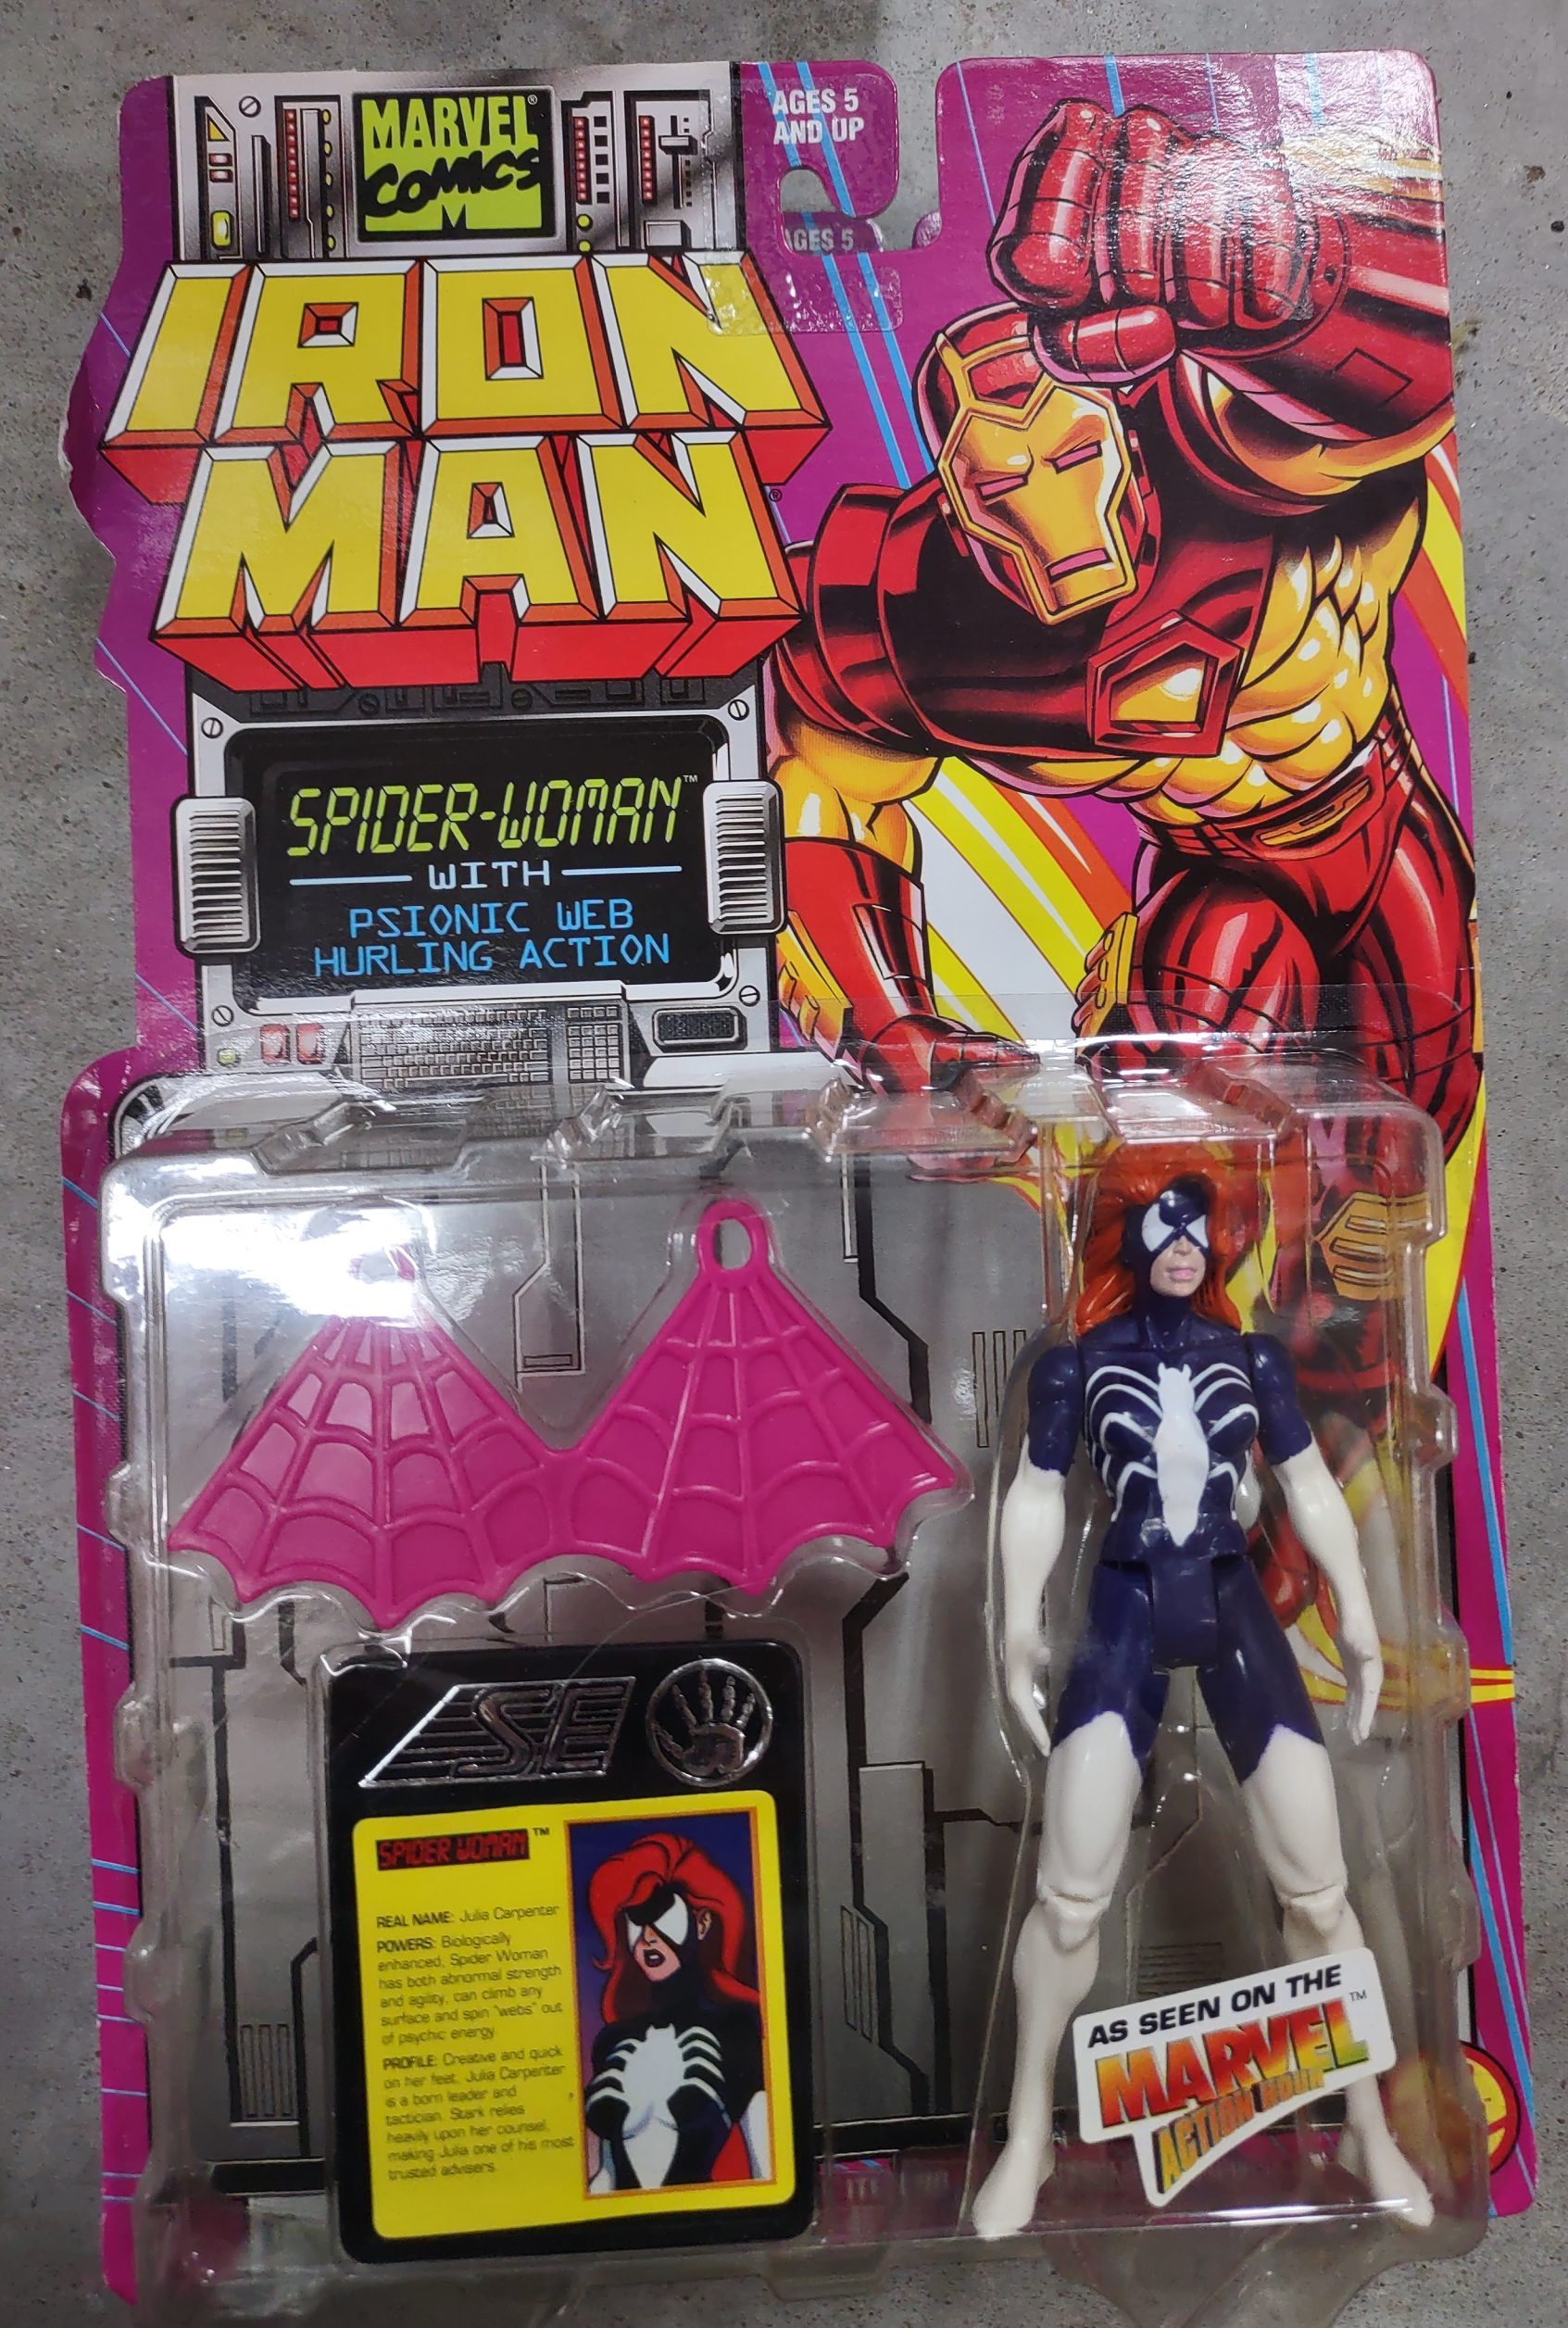 MARVEL®
COMICS
M
AGES 5
AND UP
AGES 5
IRON
MAN®
SPIDER-WOMAN™
WITH
PSIONIC WEB
HURLING ACTION
SE
SPIDER WOMAN™
REAL NAME: Julia Carpenter
POWERS: Biologically
enhanced, Spider Woman
has both abnormal strength
and agility, can climb any
surface and spin "webs" out
of psychic energy.
PROFILE: Creative and quick
on her feet, Julia Carpenter
is a born leader and
tactician. Stark relies
heavily upon her counsel,
making Julia one of his most
trusted advisers.
AS SEEN ON THE
MARVEL™
ACTION HOUR